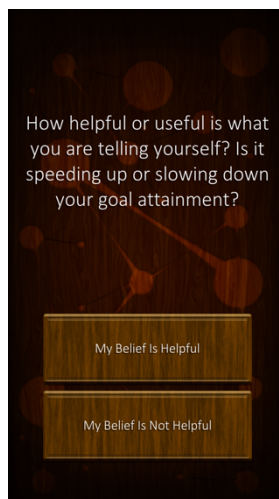 How helpful or useful is what
you are telling yourself? Is it
speeding up or slowing down
your goal attainment?
My Belief Is Helpful
My Belief Is Not Helpful